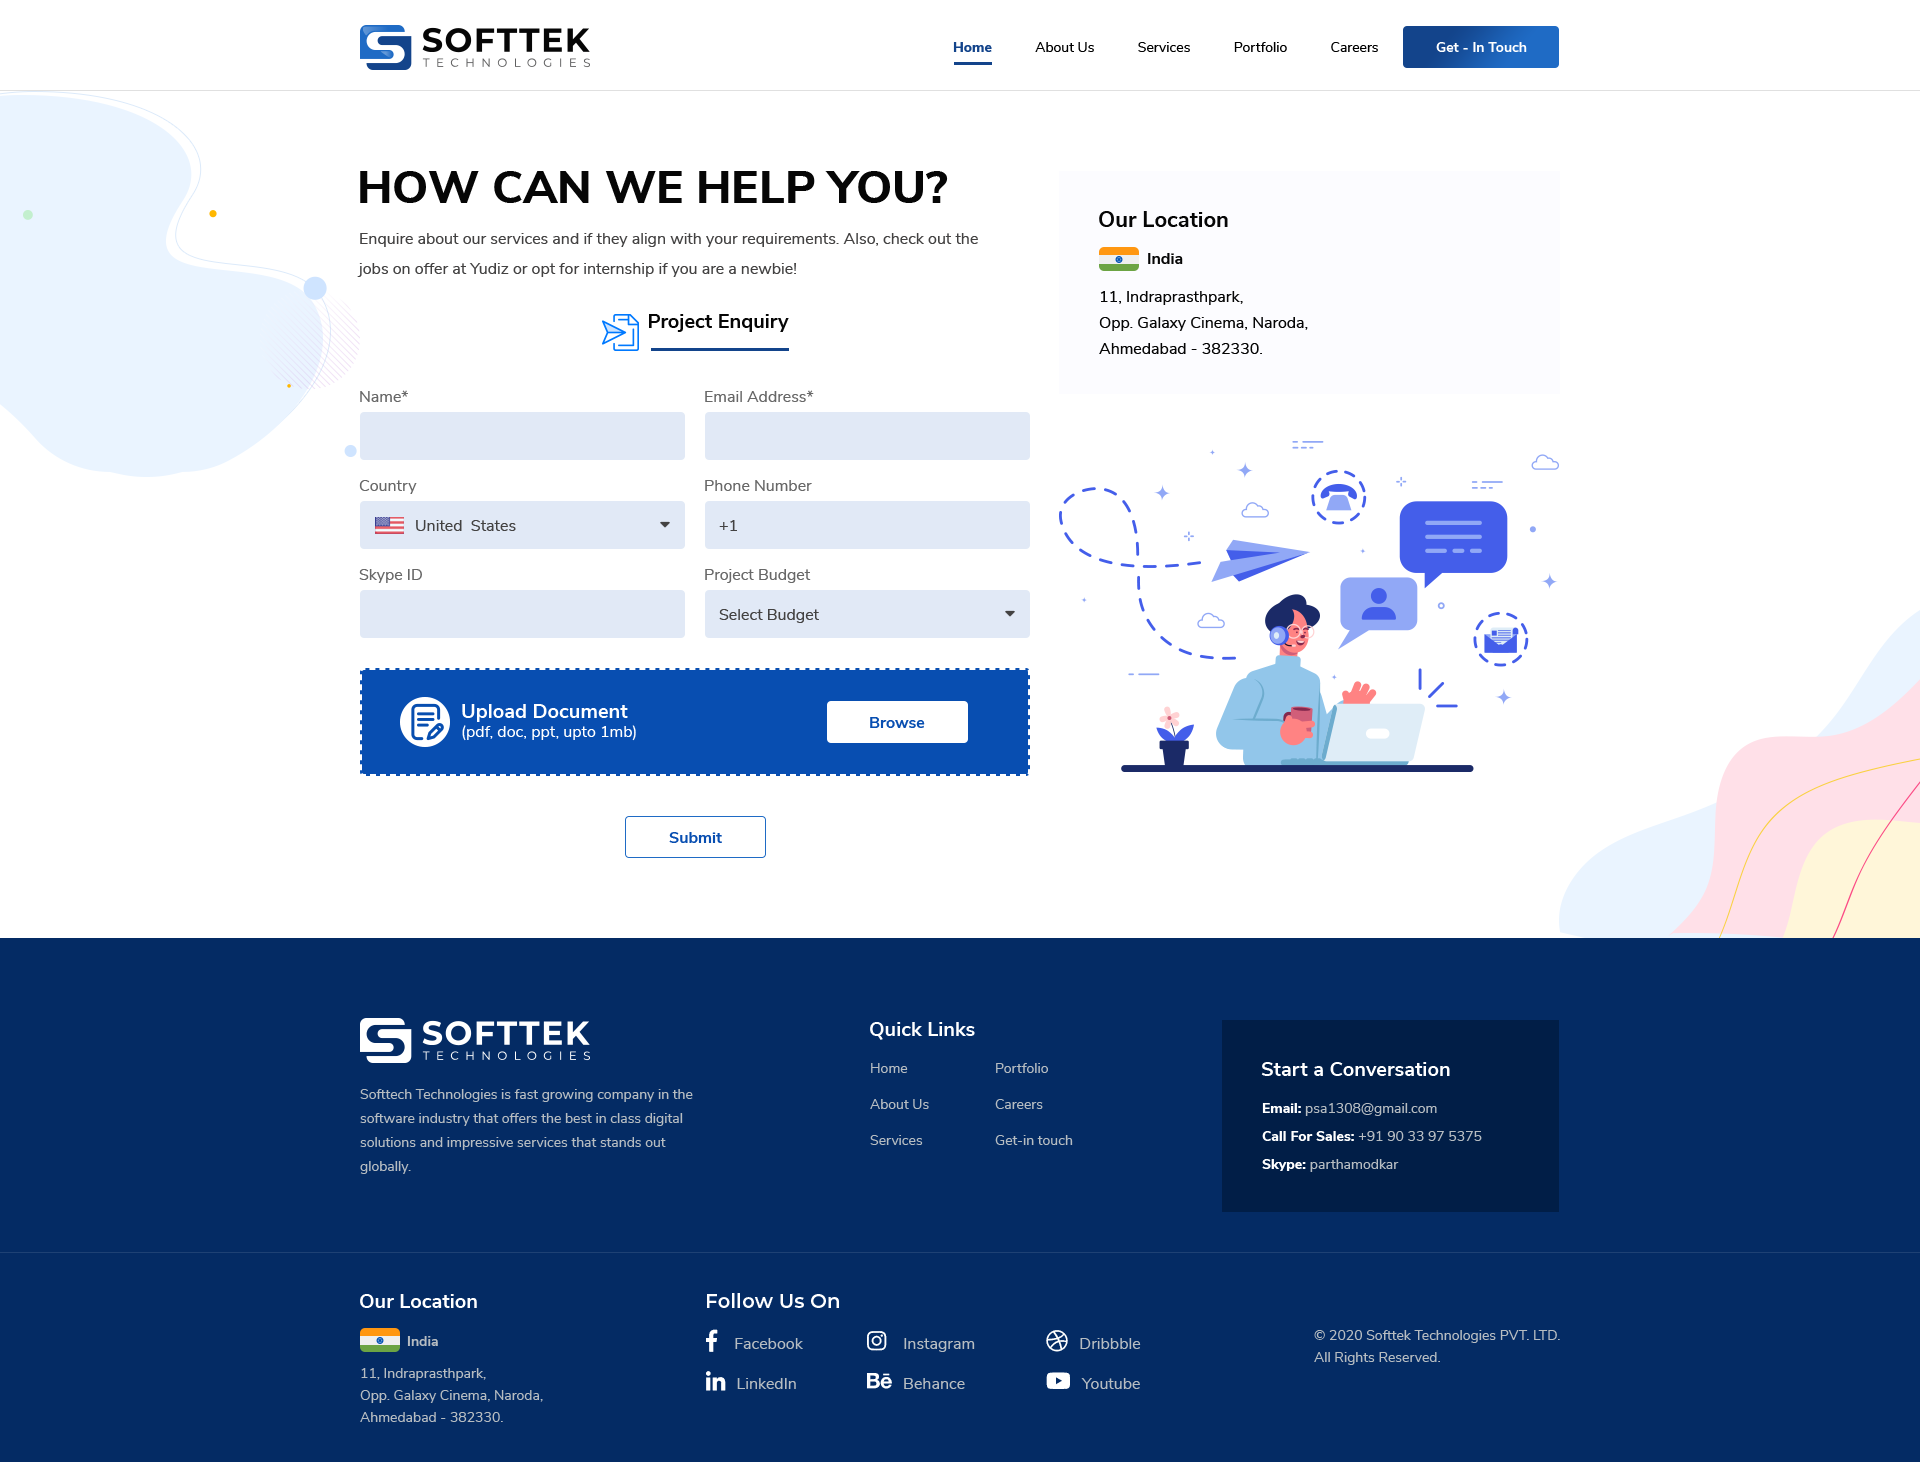 SOFTTEK
TECHNOLOGIES
Home
About Us
Services
Portfolio
Careers
Get - In Touch
HOW CAN WE HELP YOU?
Enquire about our services and if they align with your requirements. Also, check out the
jobs on offer at Yudiz or opt for internship if you are a newbie!
Project Enquiry
Name*
Email Address*
Country
Phone Number
United States
+1
Skype ID
Project Budget
Select Budget
Upload Document
(pdf, doc, ppt, upto 1mb)
Browse
Submit
Our Location
India
11, Indraprasthpark,
Opp. Galaxy Cinema, Naroda,
Ahmedabad - 382330.
SOFTTEK
TECHNOLOGIES
Softtech Technologies is fast growing company in the
software industry that offers the best in class digital
solutions and impressive services that stands out
globally.
Quick Links
Home
Portfolio
About Us
Careers
Services
Get-in touch
Start a Conversation
Email: psa1308@gmail.com
Call For Sales: +91 90 33 97 5375
Skype: parthamodkar
Our Location
India
11, Indraprasthpark,
Opp. Galaxy Cinema, Naroda,
Ahmedabad - 382330.
Follow Us On
Facebook
Instagram
Dribbble
LinkedIn
Behance
Youtube
© 2020 Softtek Technologies PVT. LTD.
All Rights Reserved.